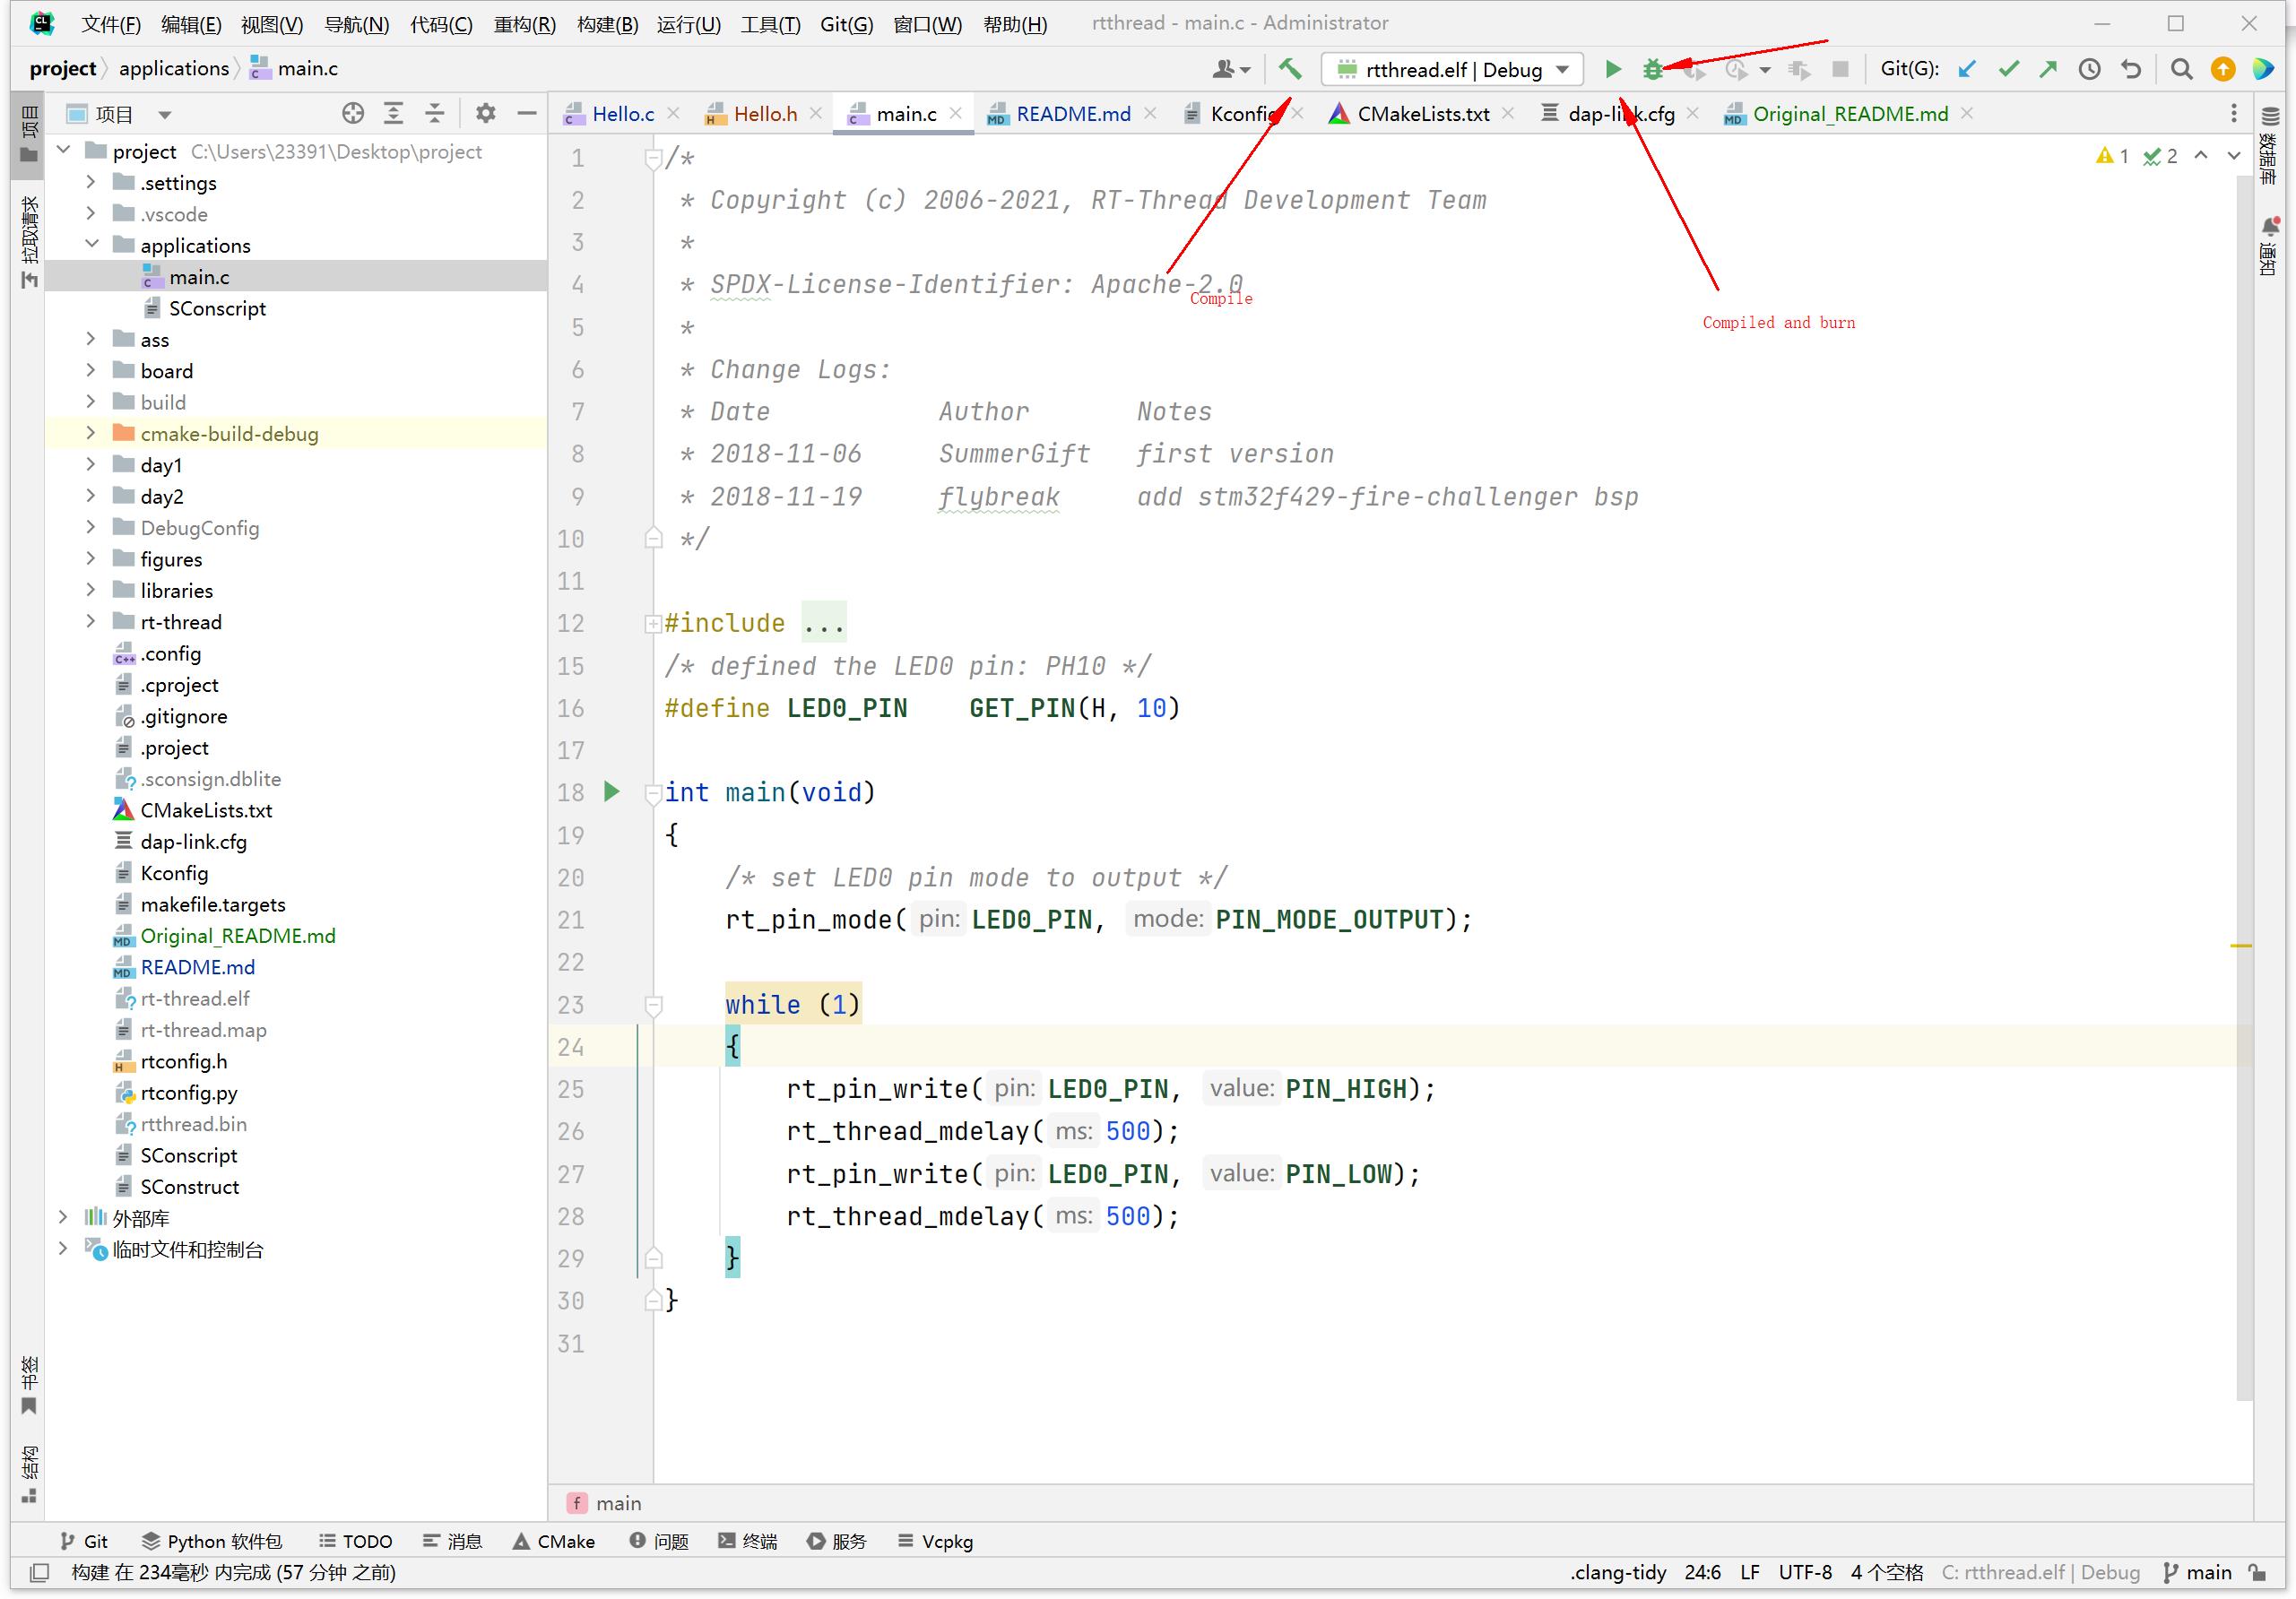 文件(F) 编辑(E) 视图(V) 导航(N) 代码(C) 重构(R) 构建(B) 运行(U) 工具(T) Git(G) 窗口(W) 帮助(H) rtthread - main.c - Administrator
project applications main.c rtthread.elf | Debug Git(G):
项目
Hello.c Hello.h main.c README.md Kconfig CMakeLists.txt dap-link.cfg Original_README.md
项目
拉取请求
书签
结构
project C:\Users\23391\Desktop\project
.settings
.vscode
applications
main.c
SConscript
ass
board
build
cmake-build-debug
day1
day2
DebugConfig
figures
libraries
rt-thread
.config
.cproject
.gitignore
.project
.sconsign.dblite
CMakeLists.txt
dap-link.cfg
Kconfig
makefile.targets
Original_README.md
README.md
rt-thread.elf
rt-thread.map
rtconfig.h
rtconfig.py
rtthread.bin
SConscript
SConstruct
外部库
临时文件和控制台
1 /*
2 * Copyright (c) 2006-2021, RT-Thread Development Team
3 *
4 * SPDX-License-Identifier: Apache-2.0
5 *
6 * Change Logs:
7 * Date Author Notes
8 * 2018-11-06 SummerGift first version
9 * 2018-11-19 flybreak add stm32f429-fire-challenger bsp
10 */
11
12 #include ...
15 /* defined the LED0 pin: PH10 */
16 #define LED0_PIN GET_PIN(H, 10)
17
18 int main(void)
19 {
20 /* set LED0 pin mode to output */
21 rt_pin_mode( pin: LED0_PIN, mode: PIN_MODE_OUTPUT);
22
23 while (1)
24 {
25 rt_pin_write( pin: LED0_PIN, value: PIN_HIGH);
26 rt_thread_mdelay( ms: 500);
27 rt_pin_write( pin: LED0_PIN, value: PIN_LOW);
28 rt_thread_mdelay( ms: 500);
29 }
30 }
31
Compile
Compiled and burn
1 2
数据库
通知
f main
Git Python 软件包 TODO 消息 CMake 问题 终端 服务 Vcpkg
构建 在 234毫秒 内完成 (57 分钟 之前) .clang-tidy 24:6 LF UTF-8 4 个空格 C: rtthread.elf | Debug main